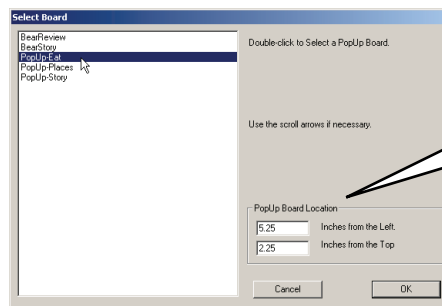 Select Board
BearReview
BearStory
PopUp-Eat
PopUp-Places
PopUp-Story
Double-click to Select a PopUp Board.
Use the scroll arrows if necessary.
PopUp Board Location
5.25 Inches from the Left.
2.25 Inches from the Top
Cancel OK